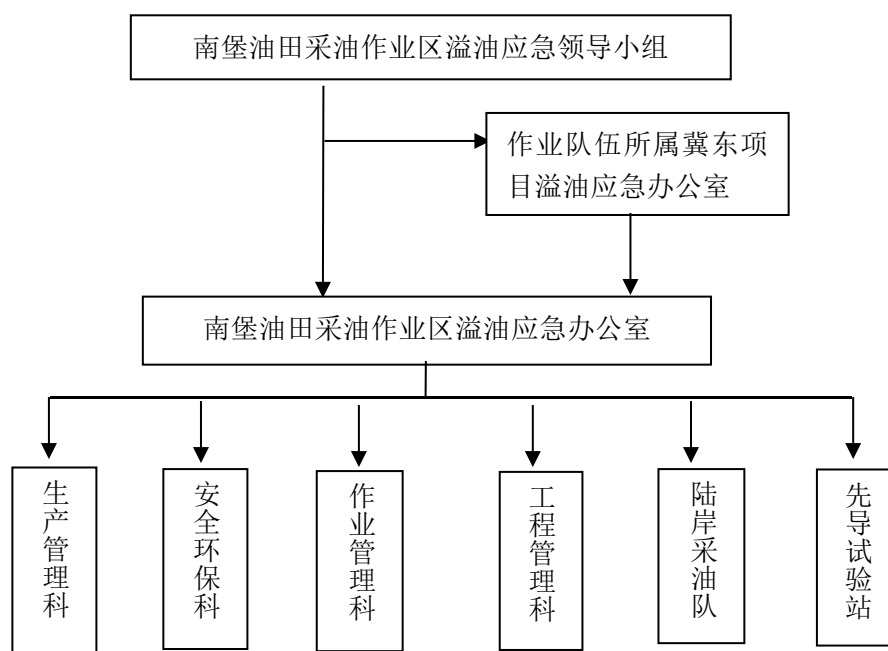 南堡油田采油作业区溢油应急领导小组
作业队伍所属冀东项
目溢油应急办公室
南堡油田采油作业区溢油应急办公室
生产管理科
安全环保科
作业管理科
工程管理科
陆岸采油队
先导试验站